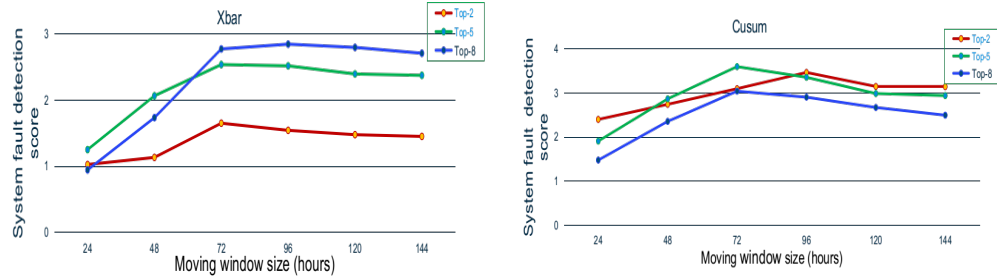 Xbar
Top-2
Top-5
Top-8
System fault detection
score
3
2
1
0
24 48 72 96 120 144
Moving window size (hours)
Cusum
Top-2
Top-5
Top-8
System fault detection
score
4
3
2
1
0
24 48 72 96 120 144
Moving window size (hours)